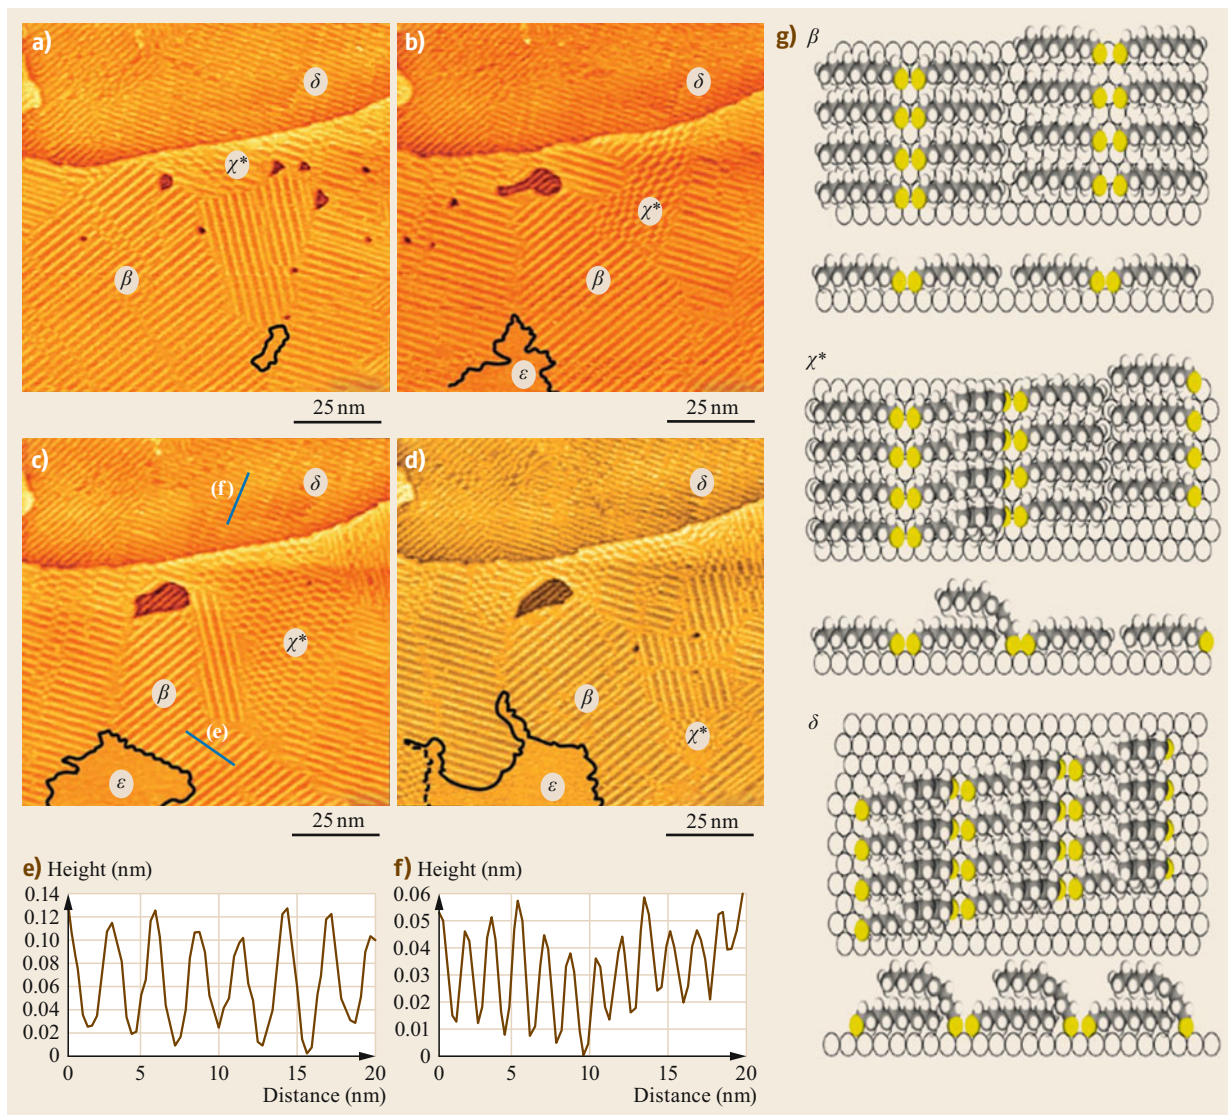 a)
δ
χ*
β
25 nm
b)
δ
χ*
β
ε
25 nm
c)
(f)
δ
χ*
β
(e)
ε
25 nm
d)
δ
β
χ*
ε
25 nm
e) Height (nm)
0.14
0.12
0.10
0.08
0.06
0.04
0.02
0
0 5 10 15 20
Distance (nm)
f) Height (nm)
0.06
0.05
0.04
0.03
0.02
0.01
0
0 5 10 15 20
Distance (nm)
g) β
χ*
δ